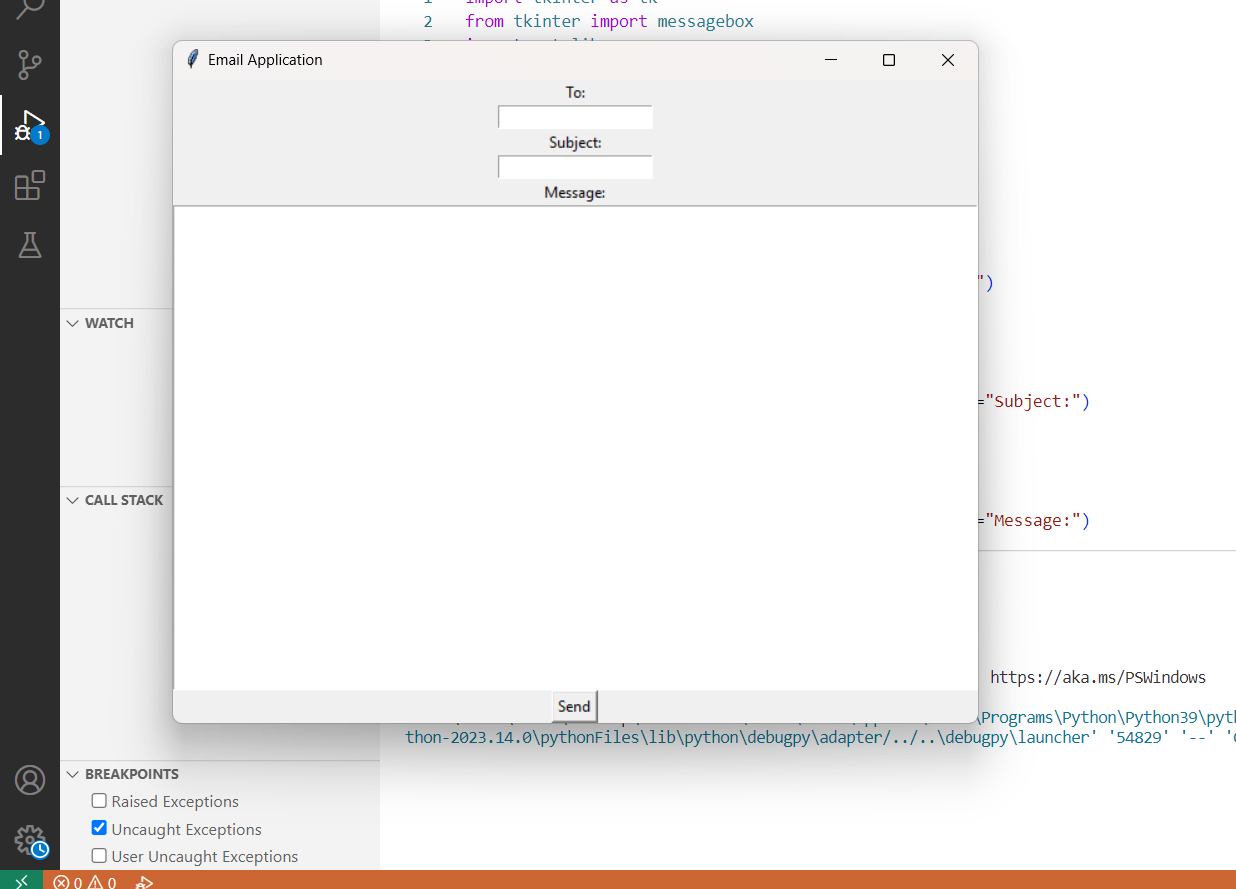 1 import tkinter as tk
2 from tkinter import messagebox
Email Application
To:
Subject:
Message:
")
WATCH
="Subject:")
CALL STACK
="Message:")
https://aka.ms/PSWindows
Send
\Programs\Python\Python39\pyth
thon-2023.14.0\pythonFiles\lib\python\debugpy\adapter/../..\debugpy\launcher' '54829' '--' '
BREAKPOINTS
Raised Exceptions
Uncaught Exceptions
User Uncaught Exceptions
1
0 0